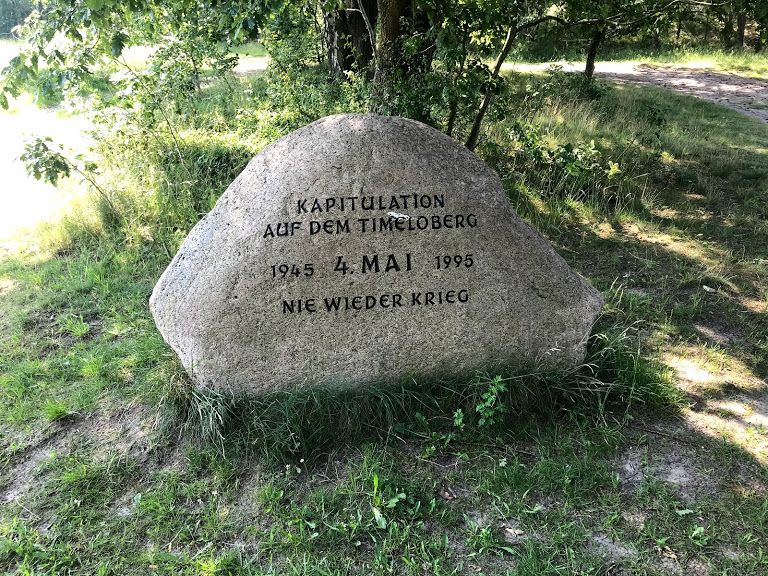 KAPITULATION
AUF DEM TIMELOBERG
1945 4. MAI 1995
NIE WIEDER KRIEG